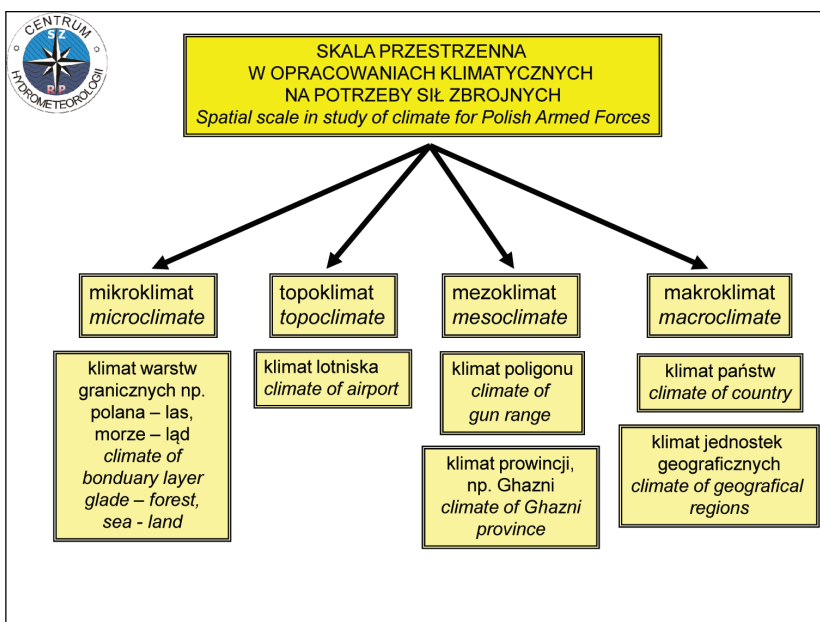 CENTRUM
SZ
RP
HYDROMETEOROLOGII
SKALA PRZESTRZENNA
W OPRACOWANIACH KLIMATYCZNYCH
NA POTRZEBY SIŁ ZBROJNYCH
Spatial scale in study of climate for Polish Armed Forces
mikroklimat
microclimate
klimat warstw
granicznych np.
polana – las,
morze – ląd
climate of
bonduary layer
glade – forest,
sea - land
topoklimat
topoclimate
klimat lotniska
climate of airport
mezoklimat
mesoclimate
klimat poligonu
climate of
gun range
klimat prowincji,
np. Ghazni
climate of Ghazni
province
makroklimat
macroclimate
klimat państw
climate of country
klimat jednostek
geograficznych
climate of geografical
regions